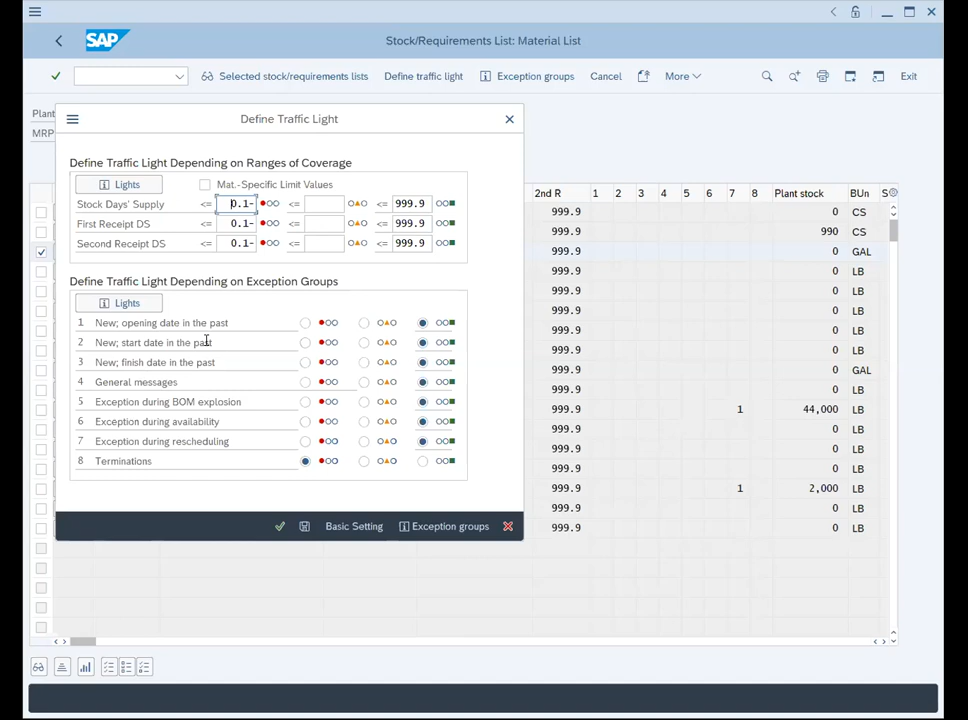 SAP
Stock/Requirements List: Material List
Selected stock/requirements lists
Define traffic light
Exception groups
Cancel
More
Exit
Plant
MRP
Define Traffic Light
Define Traffic Light Depending on Ranges of Coverage
Lights
Mat.-Specific Limit Values
Stock Days' Supply <= 0.1- <= <= 999.9
First Receipt DS <= 0.1- <= <= 999.9
Second Receipt DS <= 0.1- <= <= 999.9
Define Traffic Light Depending on Exception Groups
Lights
1 New; opening date in the past
2 New; start date in the past
3 New; finish date in the past
4 General messages
5 Exception during BOM explosion
6 Exception during availability
7 Exception during rescheduling
8 Terminations
Basic Setting
Exception groups
2nd R 1 2 3 4 5 6 7 8 Plant stock BUn S
999.9 0 CS
999.9 990 CS
999.9 0 GAL
999.9 0 LB
999.9 0 LB
999.9 0 LB
999.9 0 LB
999.9 0 LB
999.9 0 GAL
999.9 0 LB
999.9 1 44,000 LB
999.9 0 LB
999.9 0 LB
999.9 0 LB
999.9 1 2,000 LB
999.9 0 LB
999.9 0 LB